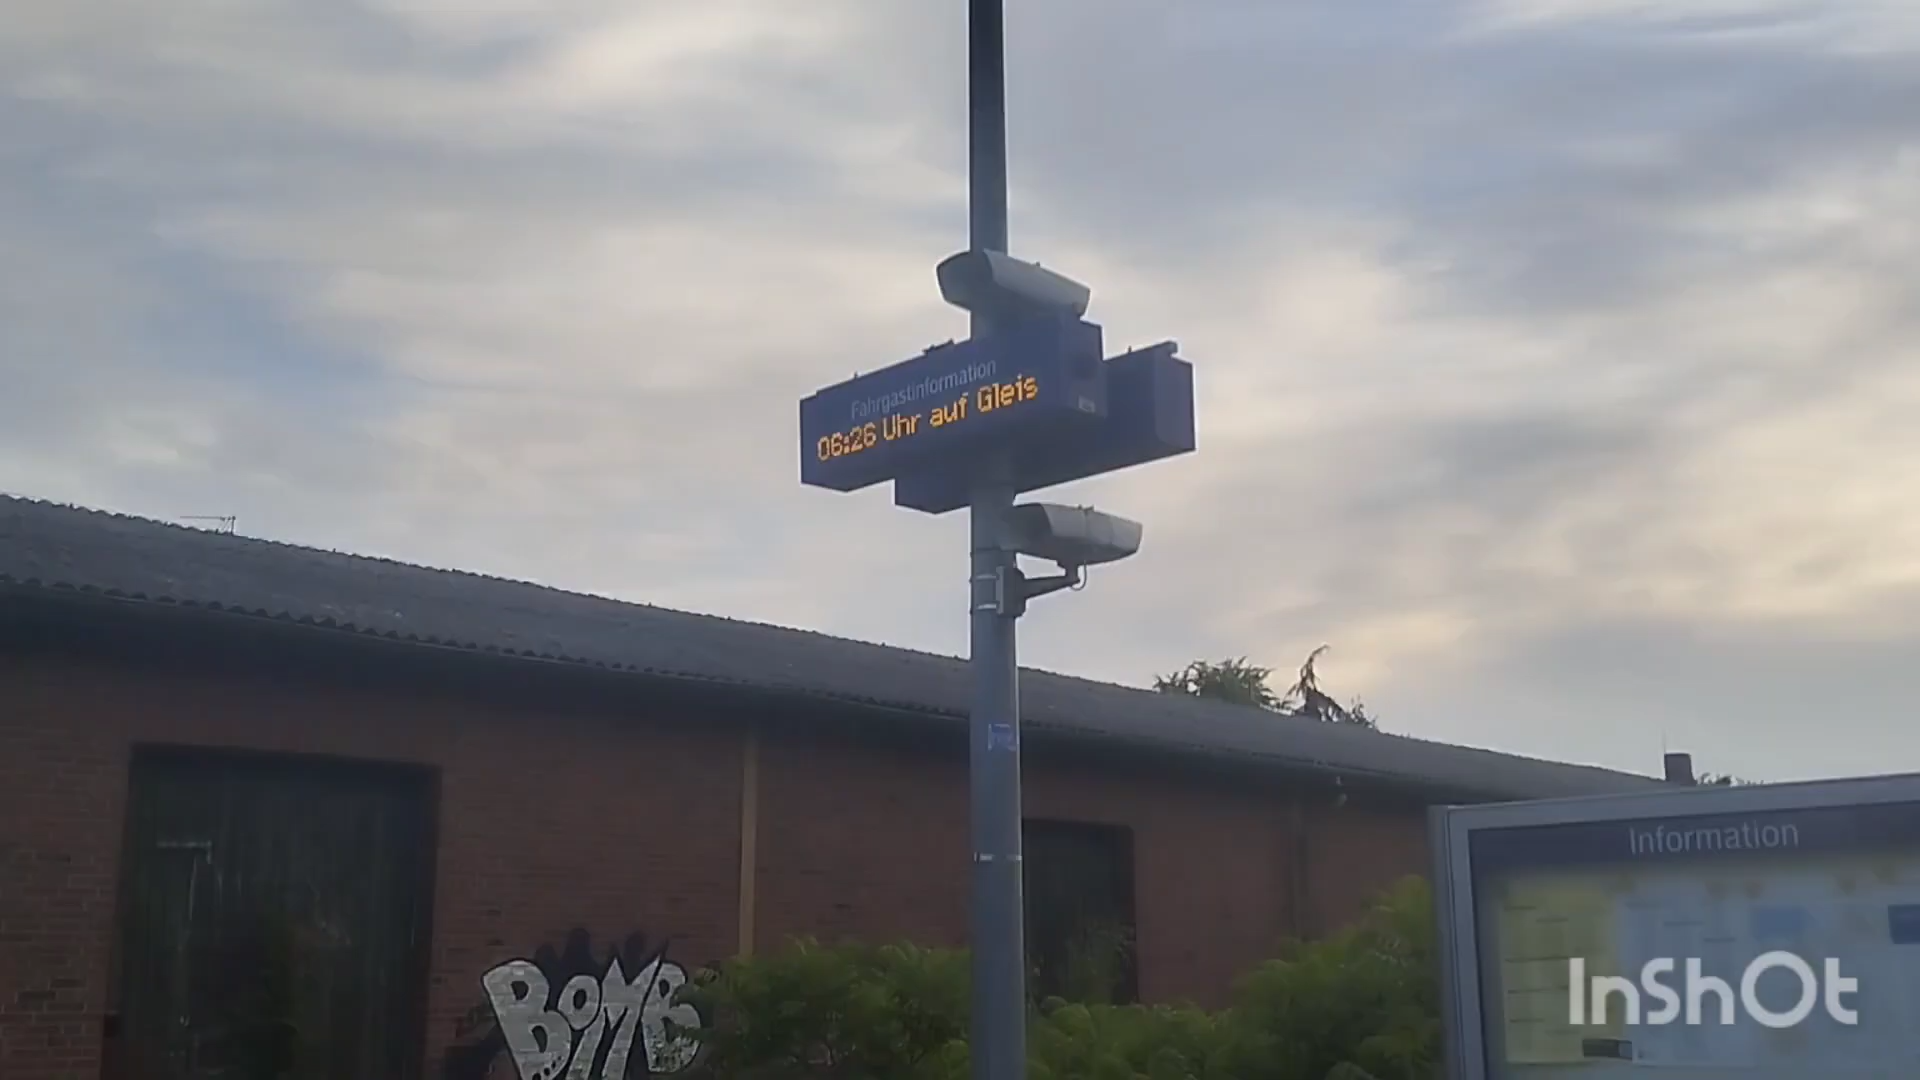 Fahrgastinformation
06:26 Uhr auf Gleis
Information
BOMB
InShOt